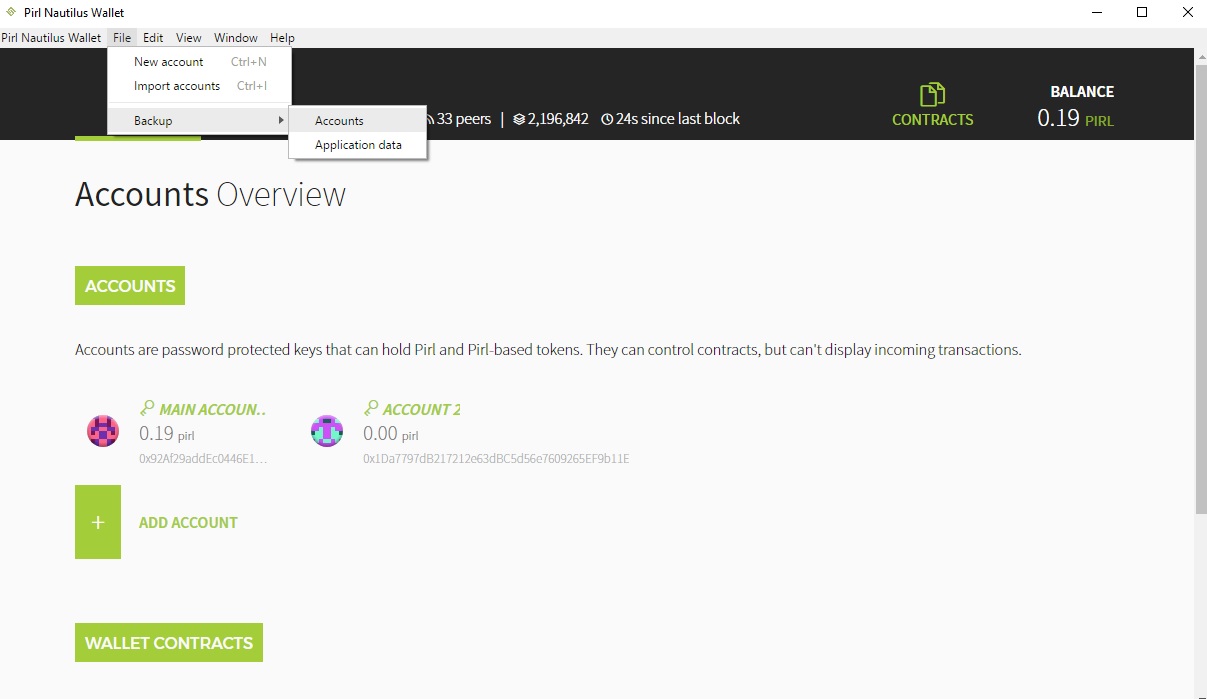 Pirl Nautilus Wallet
Pirl Nautilus Wallet File Edit View Window Help
New account Ctrl+N
Import accounts Ctrl+I
Backup
Accounts
Application data
33 peers | 2,196,842 24s since last block
CONTRACTS
BALANCE
0.19 PIRL
Accounts Overview
ACCOUNTS
Accounts are password protected keys that can hold Pirl and Pirl-based tokens. They can control contracts, but can't display incoming transactions.
MAIN ACCOUN..
0.19 pirl
0x92Af29addEc0446E1...
ACCOUNT 2
0.00 pirl
0x1Da7797dB217212e63dBC5d56e7609265EF9b11E
+
ADD ACCOUNT
WALLET CONTRACTS